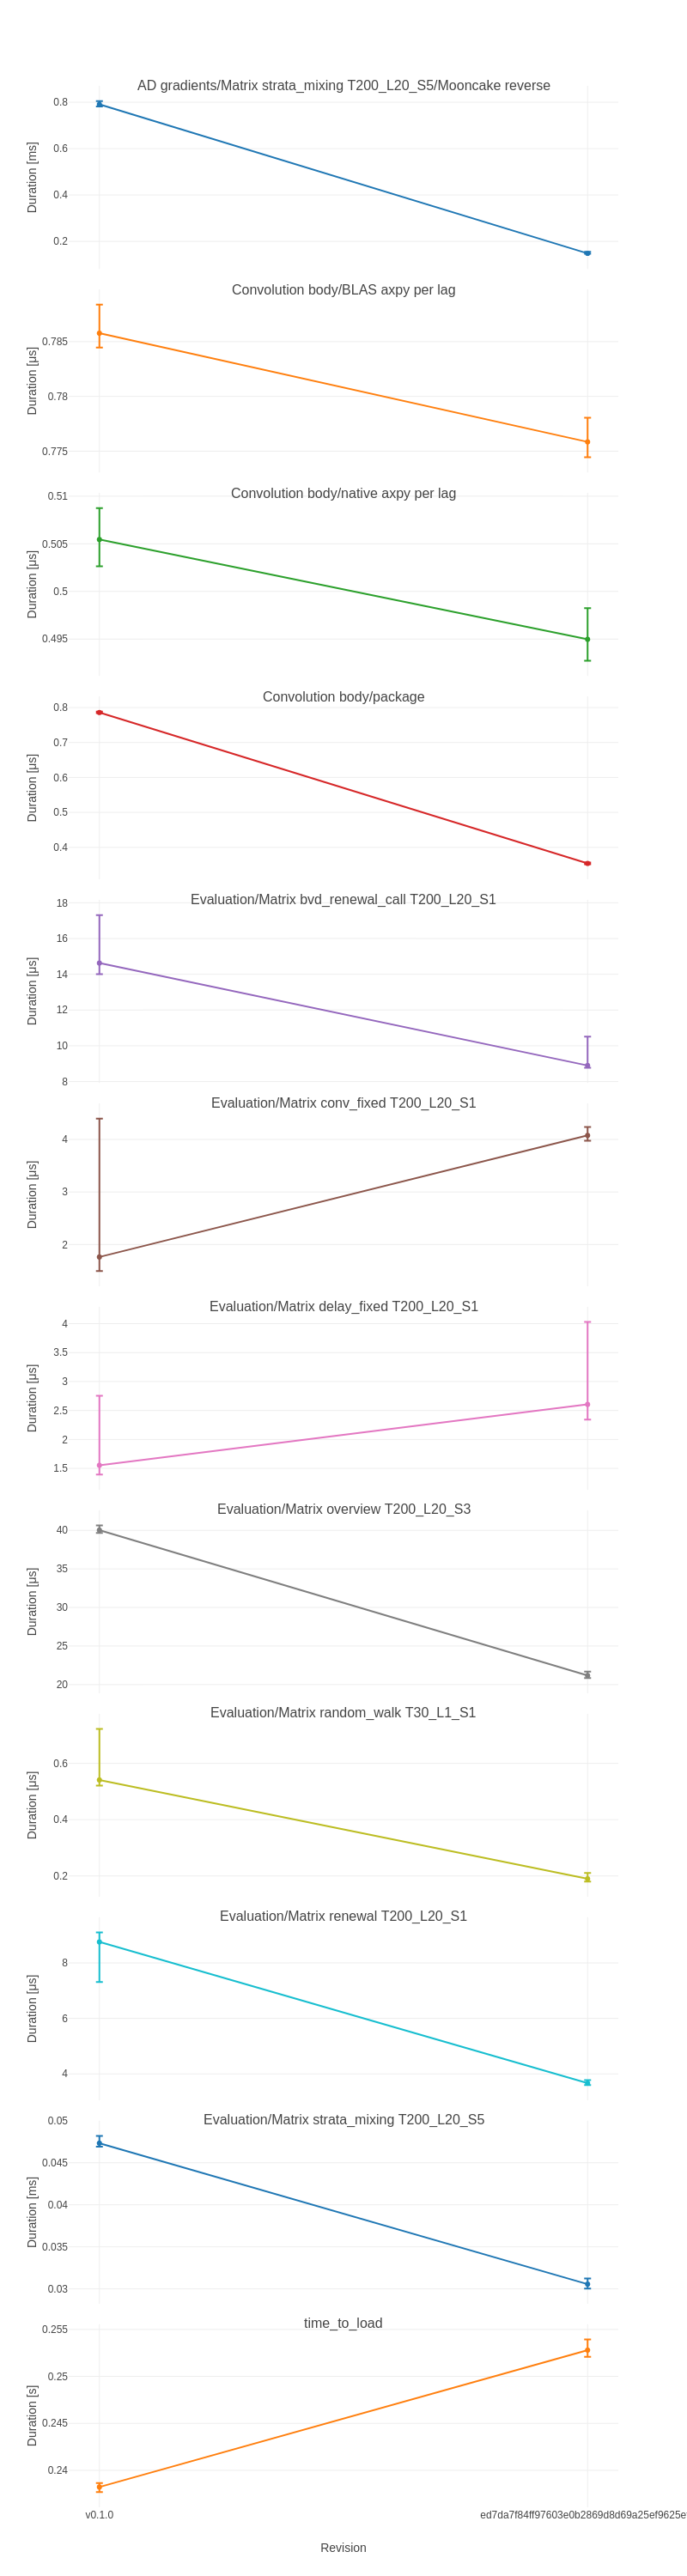 AD gradients/Matrix strata_mixing T200_L20_S5/Mooncake reverse
0.8
0.6
0.4
0.2
Duration [ms]
Convolution body/BLAS axpy per lag
0.785
0.78
0.775
Duration [μs]
Convolution body/native axpy per lag
0.51
0.505
0.5
0.495
Duration [μs]
Convolution body/package
0.8
0.7
0.6
0.5
0.4
Duration [μs]
Evaluation/Matrix bvd_renewal_call T200_L20_S1
18
16
14
12
10
8
Duration [μs]
Evaluation/Matrix conv_fixed T200_L20_S1
4
3
2
Duration [μs]
Evaluation/Matrix delay_fixed T200_L20_S1
4
3.5
3
2.5
2
1.5
Duration [μs]
Evaluation/Matrix overview T200_L20_S3
40
35
30
25
20
Duration [μs]
Evaluation/Matrix random_walk T30_L1_S1
0.6
0.4
0.2
Duration [μs]
Evaluation/Matrix renewal T200_L20_S1
8
6
4
Duration [μs]
Evaluation/Matrix strata_mixing T200_L20_S5
0.05
0.045
0.04
0.035
0.03
Duration [ms]
time_to_load
0.255
0.25
0.245
0.24
Duration [s]
v0.1.0
ed7da7f84ff97603e0b2869d8d69a25ef9625e
Revision